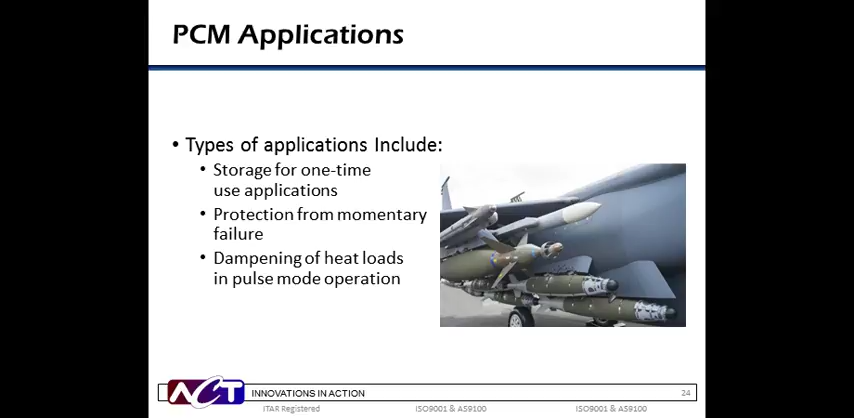 PCM Applications
• Types of applications Include:
• Storage for one-time
use applications
• Protection from momentary
failure
• Dampening of heat loads
in pulse mode operation
ACT
INNOVATIONS IN ACTION
24
ITAR Registered
ISO9001 & AS9100
ISO9001 & AS9100